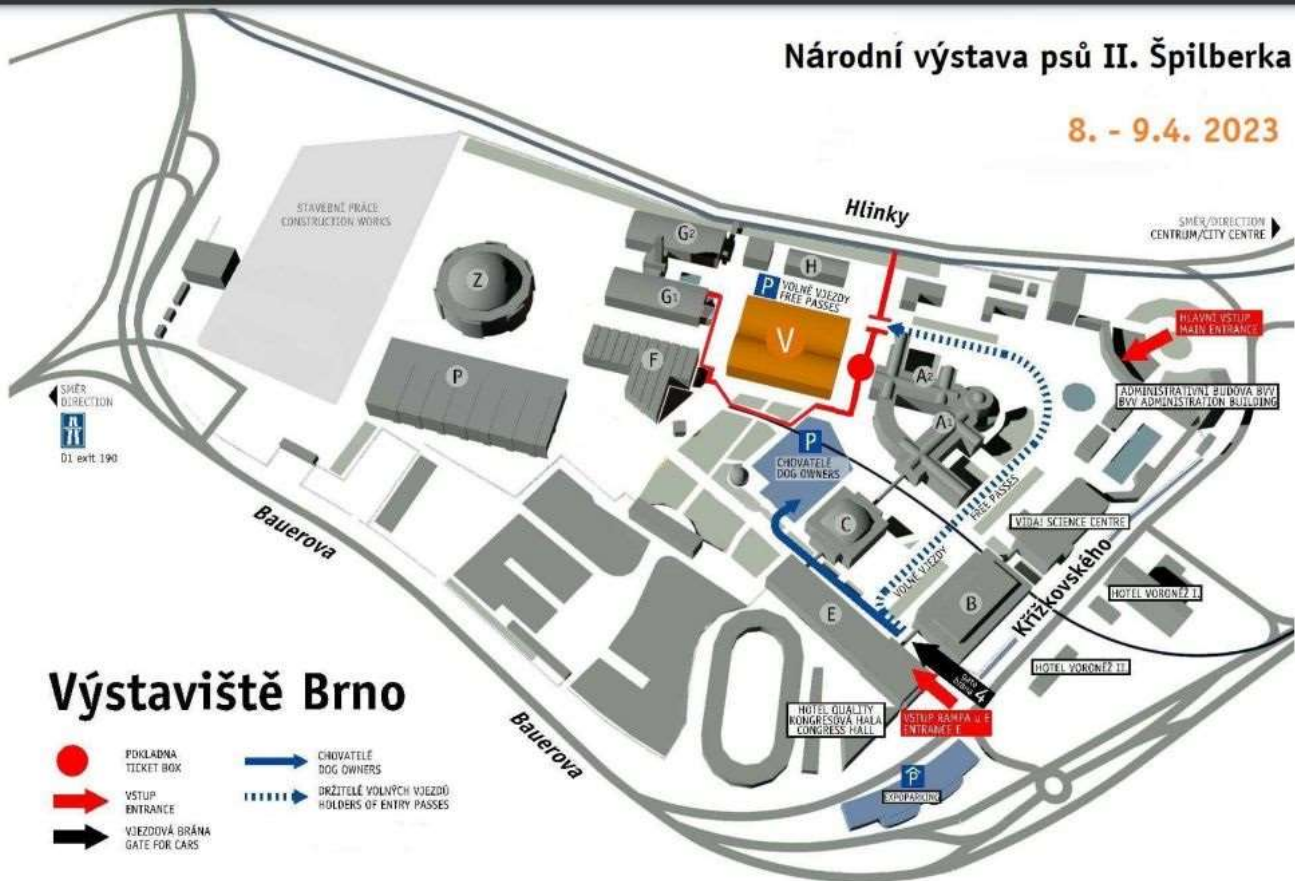 Národní výstava psů II. Špilberka
8. - 9.4. 2023
Hlinky
SMĚR/DIRECTION
CENTRUM/CITY CENTRE
STAVEBNÍ PRÁCE
CONSTRUCTION WORKS
G2
H
Z
G1
P
VOLNÉ VJEZDY
FREE PASSES
V
HLAVNÍ VSTUP
MAIN ENTRANCE
F
P
A2
ADMINISTRATIVNÍ BUDOVA BVV
BVV ADMINISTRATION BUILDING
SMĚR
DIRECTION
D1 exit 190
A1
P
CHOVATELÉ
DOG OWNERS
FREE PASSES
VOLNÉ VJEZDY
C
VIDA! SCIENCE CENTRE
Bauerova
Křížkovského
HOTEL VORONĚŽ I.
B
E
HOTEL VORONĚŽ II.
gate
brána 4
HOTEL QUALITY
KONGRESOVÁ HALA
CONGRESS HALL
VSTUP RAMPA u E
ENTRANCE E
Bauerova
P
EXPOPARKING
Výstaviště Brno
POKLADNA
TICKET BOX
VSTUP
ENTRANCE
VJEZDOVÁ BRÁNA
GATE FOR CARS
CHOVATELÉ
DOG OWNERS
DRŽITELÉ VOLNÝCH VJEZDŮ
HOLDERS OF ENTRY PASSES